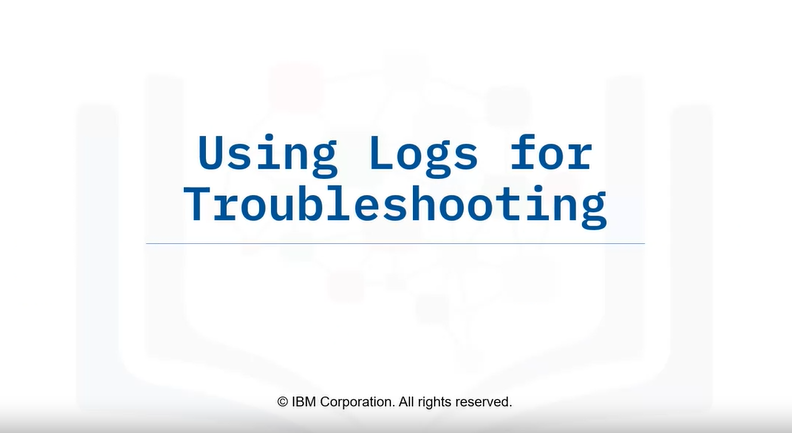 Using Logs for
Troubleshooting
© IBM Corporation. All rights reserved.